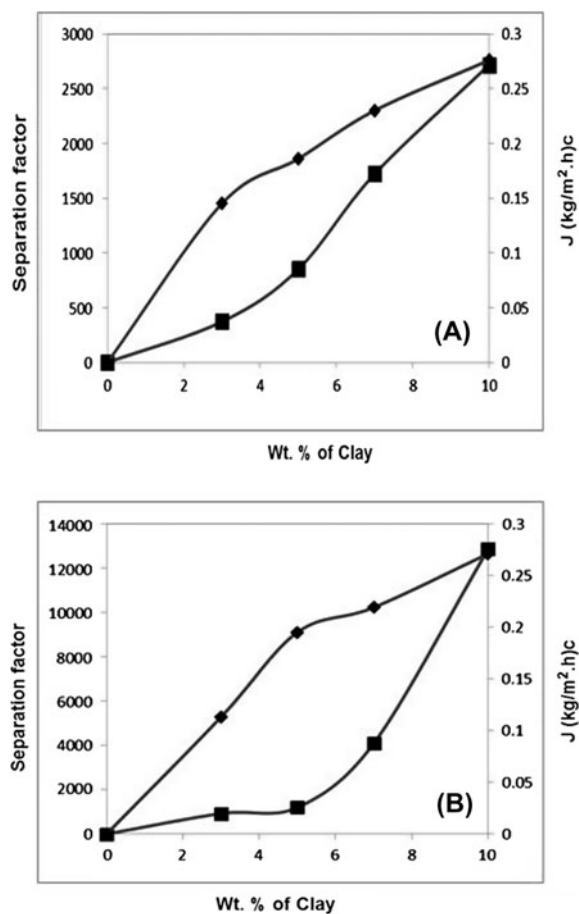 3000
2500
2000
1500
1000
500
0
Separation factor
0.3
0.25
0.2
0.15
0.1
0.05
0
J (kg/m².h)c
(A)
0 2 4 6 8 10
Wt. % of Clay
14000
12000
10000
8000
6000
4000
2000
0
Separation factor
0.3
0.25
0.2
0.15
0.1
0.05
0
J (kg/m².h)c
(B)
0 2 4 6 8 10
Wt. % of Clay